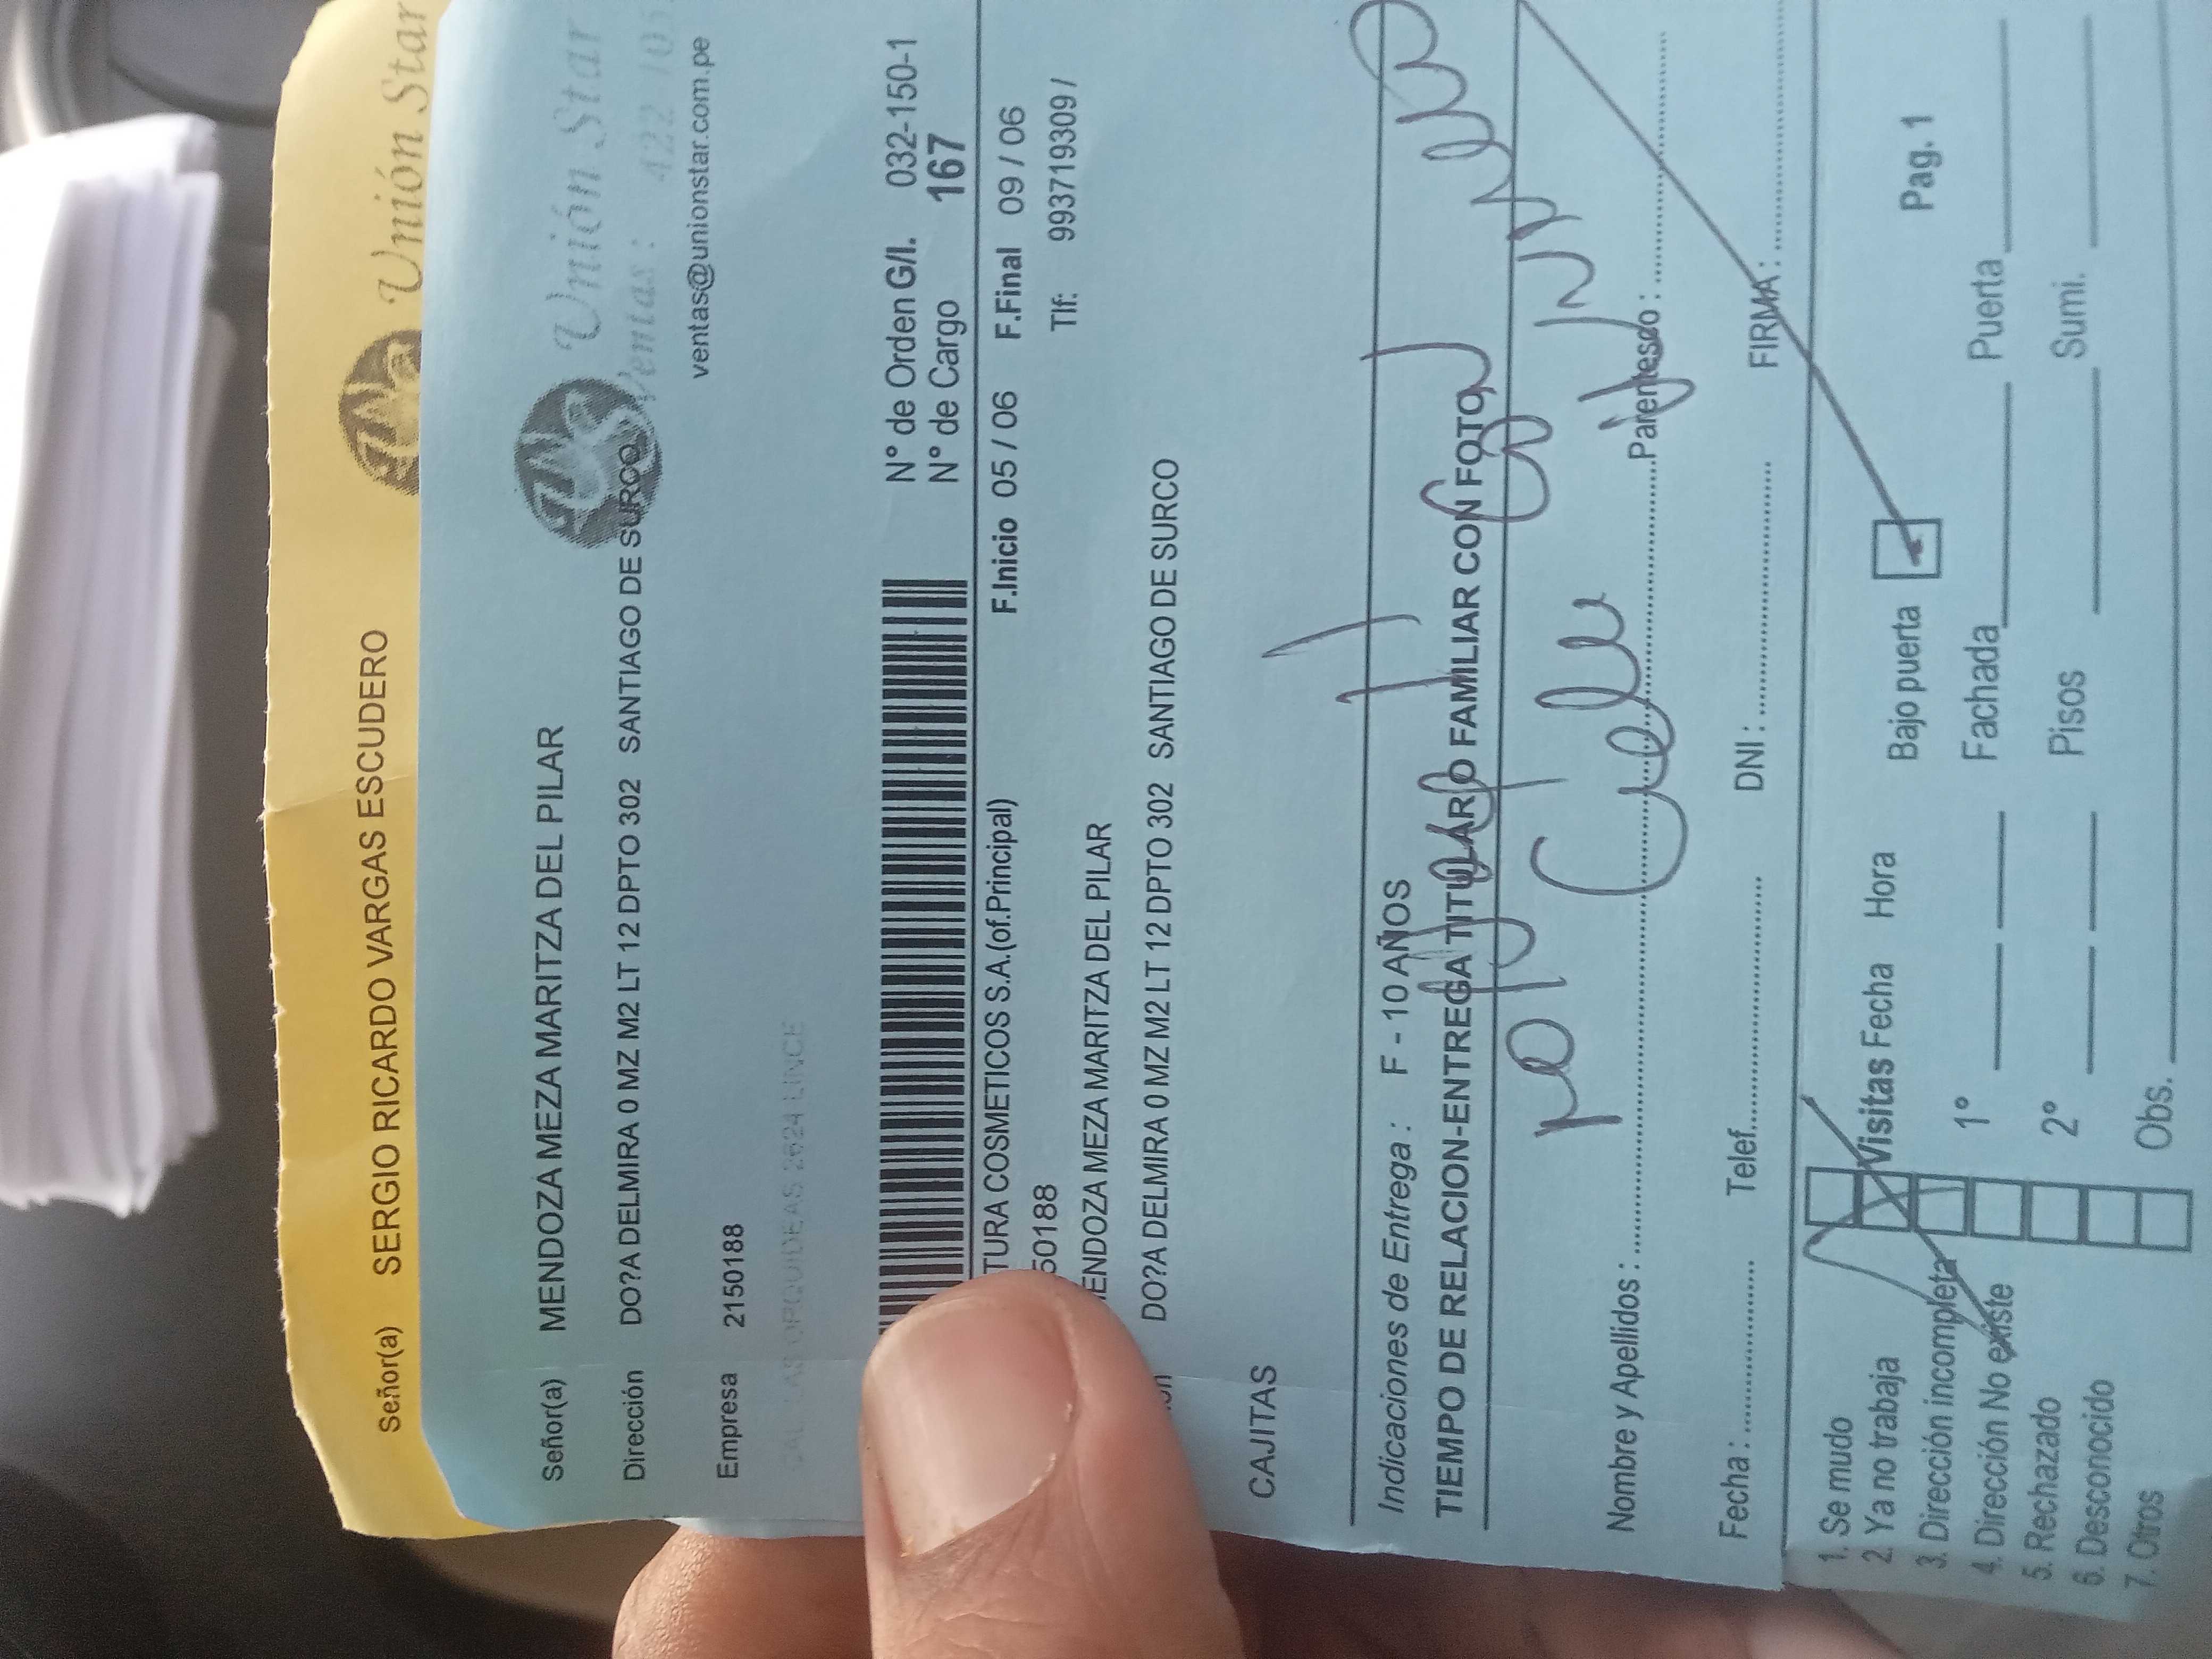 Señor(a) SERGIO RICARDO VARGAS ESCUDERO
Unión Star
Señor(a) MENDOZA MEZA MARITZA DEL PILAR
Unión Star
Dirección DO?A DELMIRA 0 MZ M2 LT 12 DPTO 302 SANTIAGO DE SURCO
Ventas : 422
ventas@unionstar.com.pe
Empresa 2150188
N° de Orden G/I. 032-150-1
N° de Cargo 167
TURA COSMETICOS S.A.(of.Principal)
F.Inicio 05 / 06 F.Final 09 / 06
50188
Tlf: 993719309 /
ENDOZA MEZA MARITZA DEL PILAR
DO?A DELMIRA 0 MZ M2 LT 12 DPTO 302 SANTIAGO DE SURCO
CAJITAS
Indicaciones de Entrega : F - 10 AÑOS
TIEMPO DE RELACION-ENTREGA TITULAR O FAMILIAR CON FOTO
Nombre y Apellidos : Parentesco :
Fecha : Telef. DNI : FIRMA :
1. Se mudo
2. Ya no trabaja
3. Dirección incompleta
4. Dirección No existe
5. Rechazado
6. Desconocido
7. Otros
Visitas Fecha Hora Bajo puerta Pag. 1
1° Fachada Puerta
2° Pisos Sumi.
Obs.